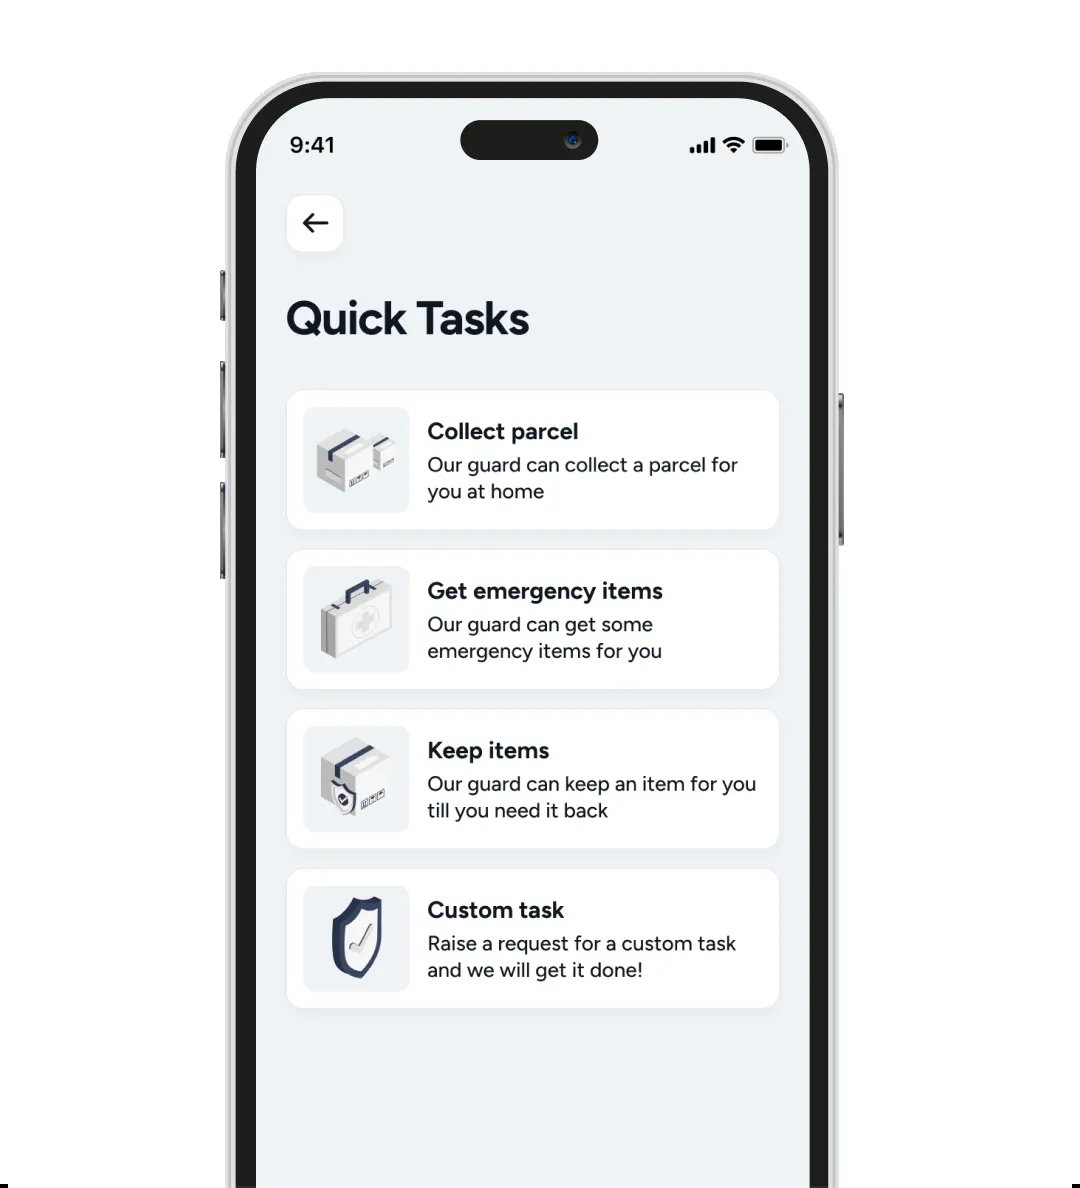 9:41
Quick Tasks
Collect parcel
Our guard can collect a parcel for
you at home
Get emergency items
Our guard can get some
emergency items for you
Keep items
Our guard can keep an item for you
till you need it back
Custom task
Raise a request for a custom task
and we will get it done!